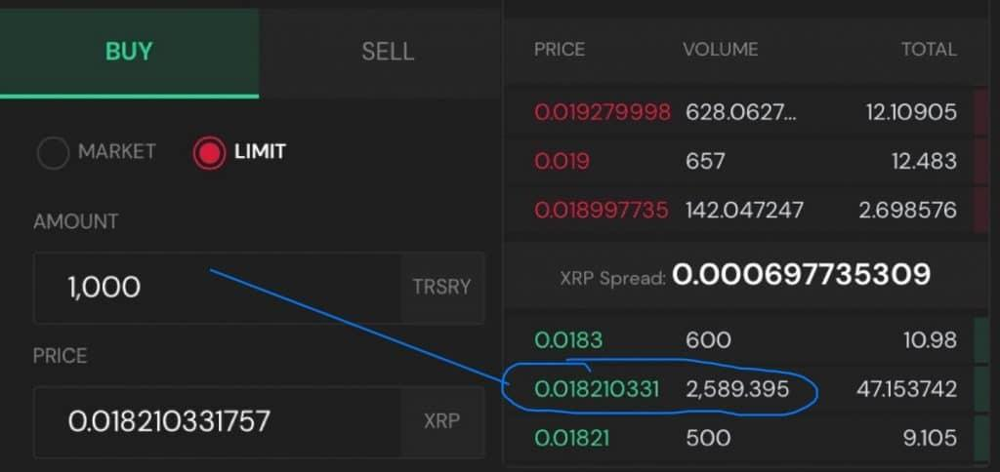 BUY SELL
MARKET LIMIT
AMOUNT
1,000 TRSRY
PRICE
0.018210331757 XRP
PRICE VOLUME TOTAL
0.019279998 628.0627... 12.10905
0.019 657 12.483
0.018997735 142.047247 2.698576
XRP Spread: 0.000697735309
0.0183 600 10.98
0.018210331 2,589.395 47.153742
0.01821 500 9.105